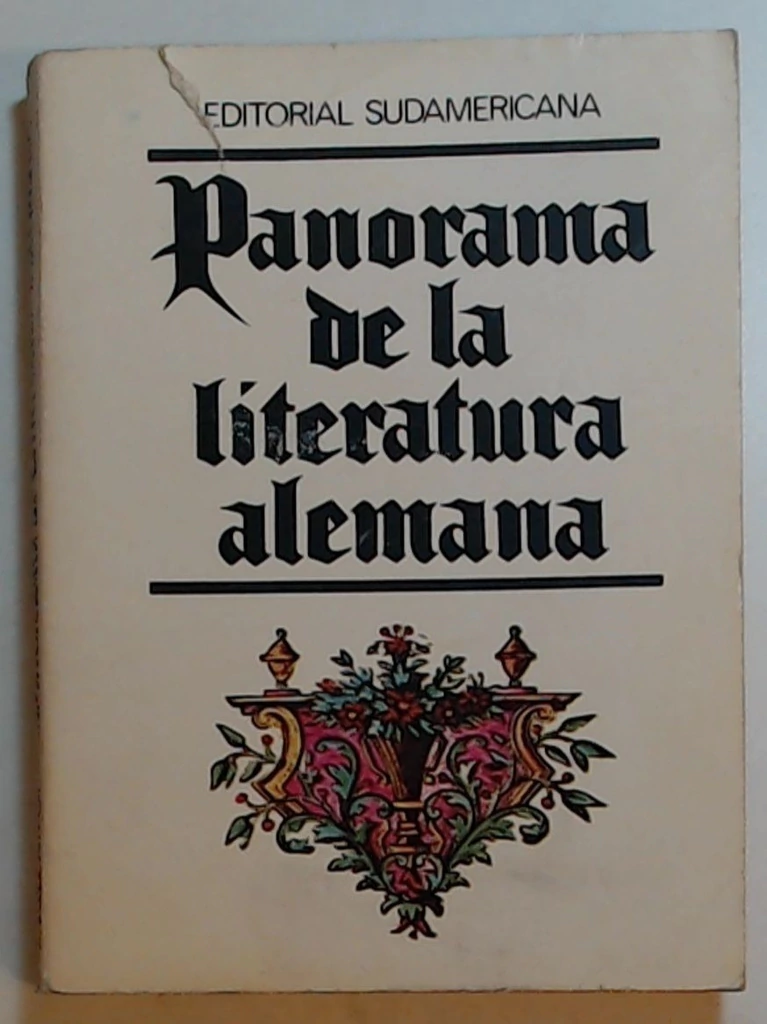 EDITORIAL SUDAMERICANA
Panorama
de la
literatura
alemana